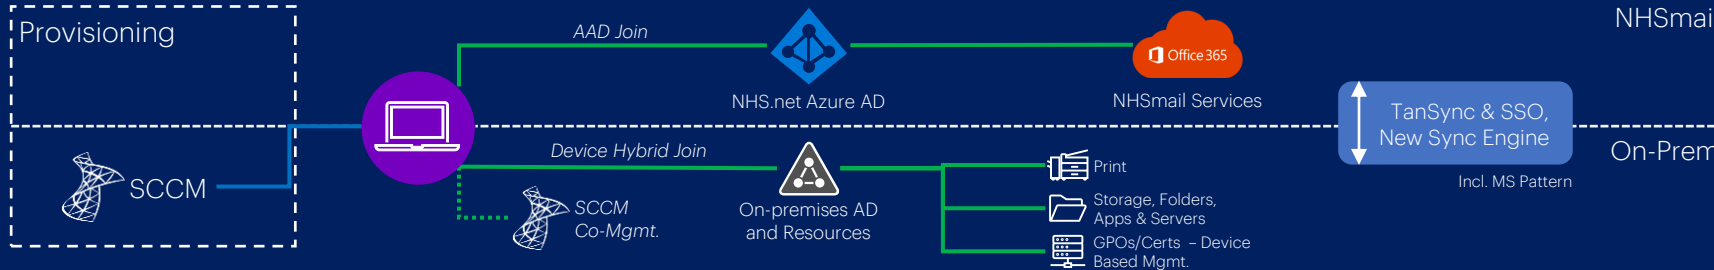 Provisioning
SCCM
AAD Join
NHS.net Azure AD
Office 365
NHSmail Services
Device Hybrid Join
SCCM
Co-Mgmt.
On-premises AD
and Resources
Print
Storage, Folders,
Apps & Servers
GPOs/Certs – Device
Based Mgmt.
TanSync & SSO,
New Sync Engine
Incl. MS Pattern
NHSmai
On-Prem